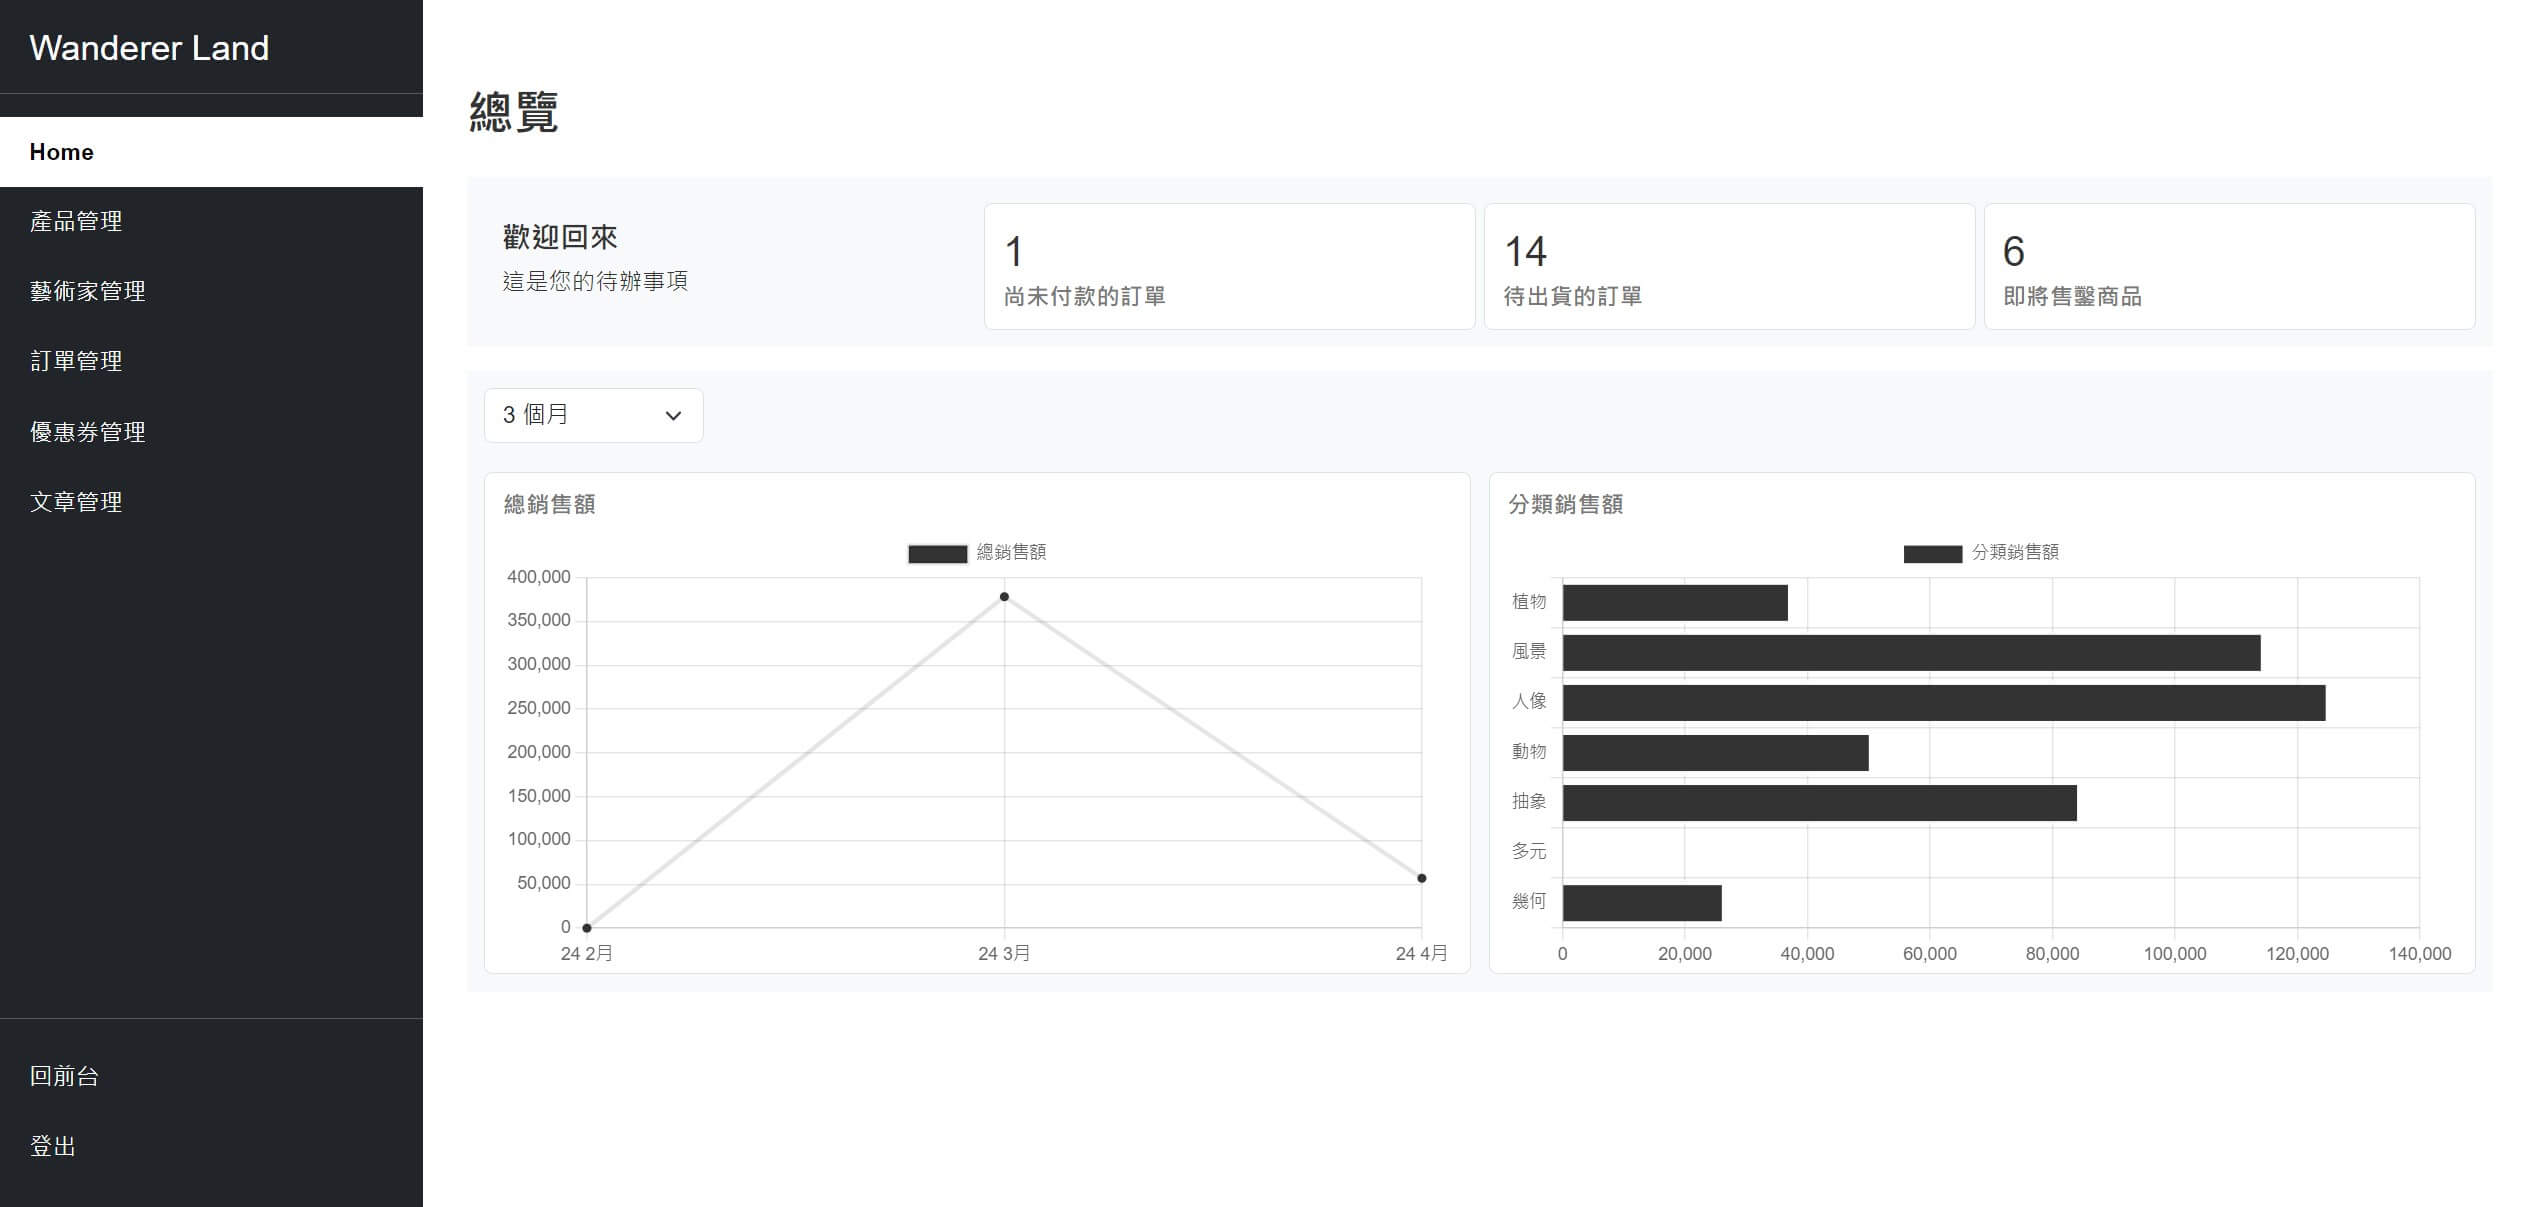 Wanderer Land
Home
產品管理
藝術家管理
訂單管理
優惠券管理
文章管理
回前台
登出
總覽
歡迎回來
這是您的待辦事項
1
尚未付款的訂單
14
待出貨的訂單
6
即將售鑿商品
3 個月
總銷售額
總銷售額
400,000
350,000
300,000
250,000
200,000
150,000
100,000
50,000
0
24 2月
24 3月
24 4月
分類銷售額
分類銷售額
植物
風景
人像
動物
抽象
多元
幾何
0
20,000
40,000
60,000
80,000
100,000
120,000
140,000